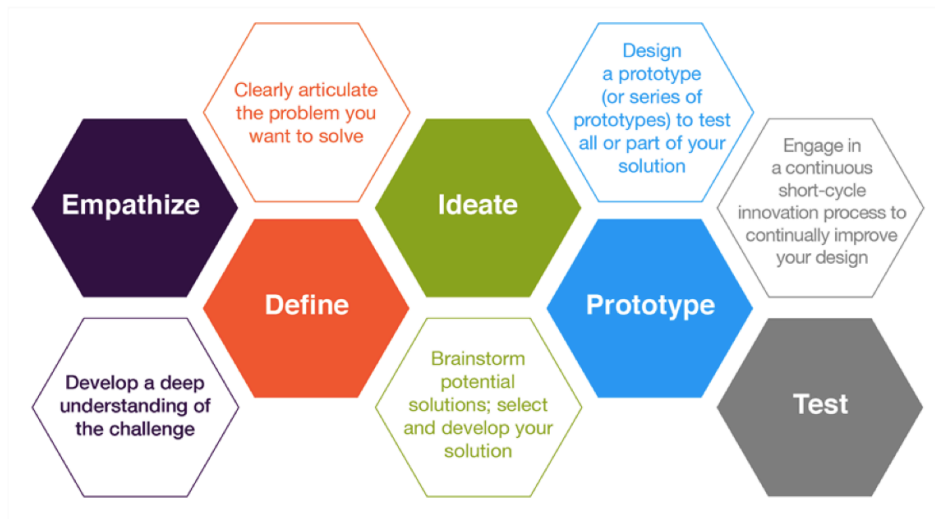 Empathize
Develop a deep
understanding of
the challenge
Clearly articulate
the problem you
want to solve
Define
Ideate
Brainstorm
potential
solutions; select
and develop your
solution
Design
a prototype
(or series of
prototypes) to test
all or part of your
solution
Prototype
Engage in
a continuous
short-cycle
innovation process to
continually improve
your design
Test